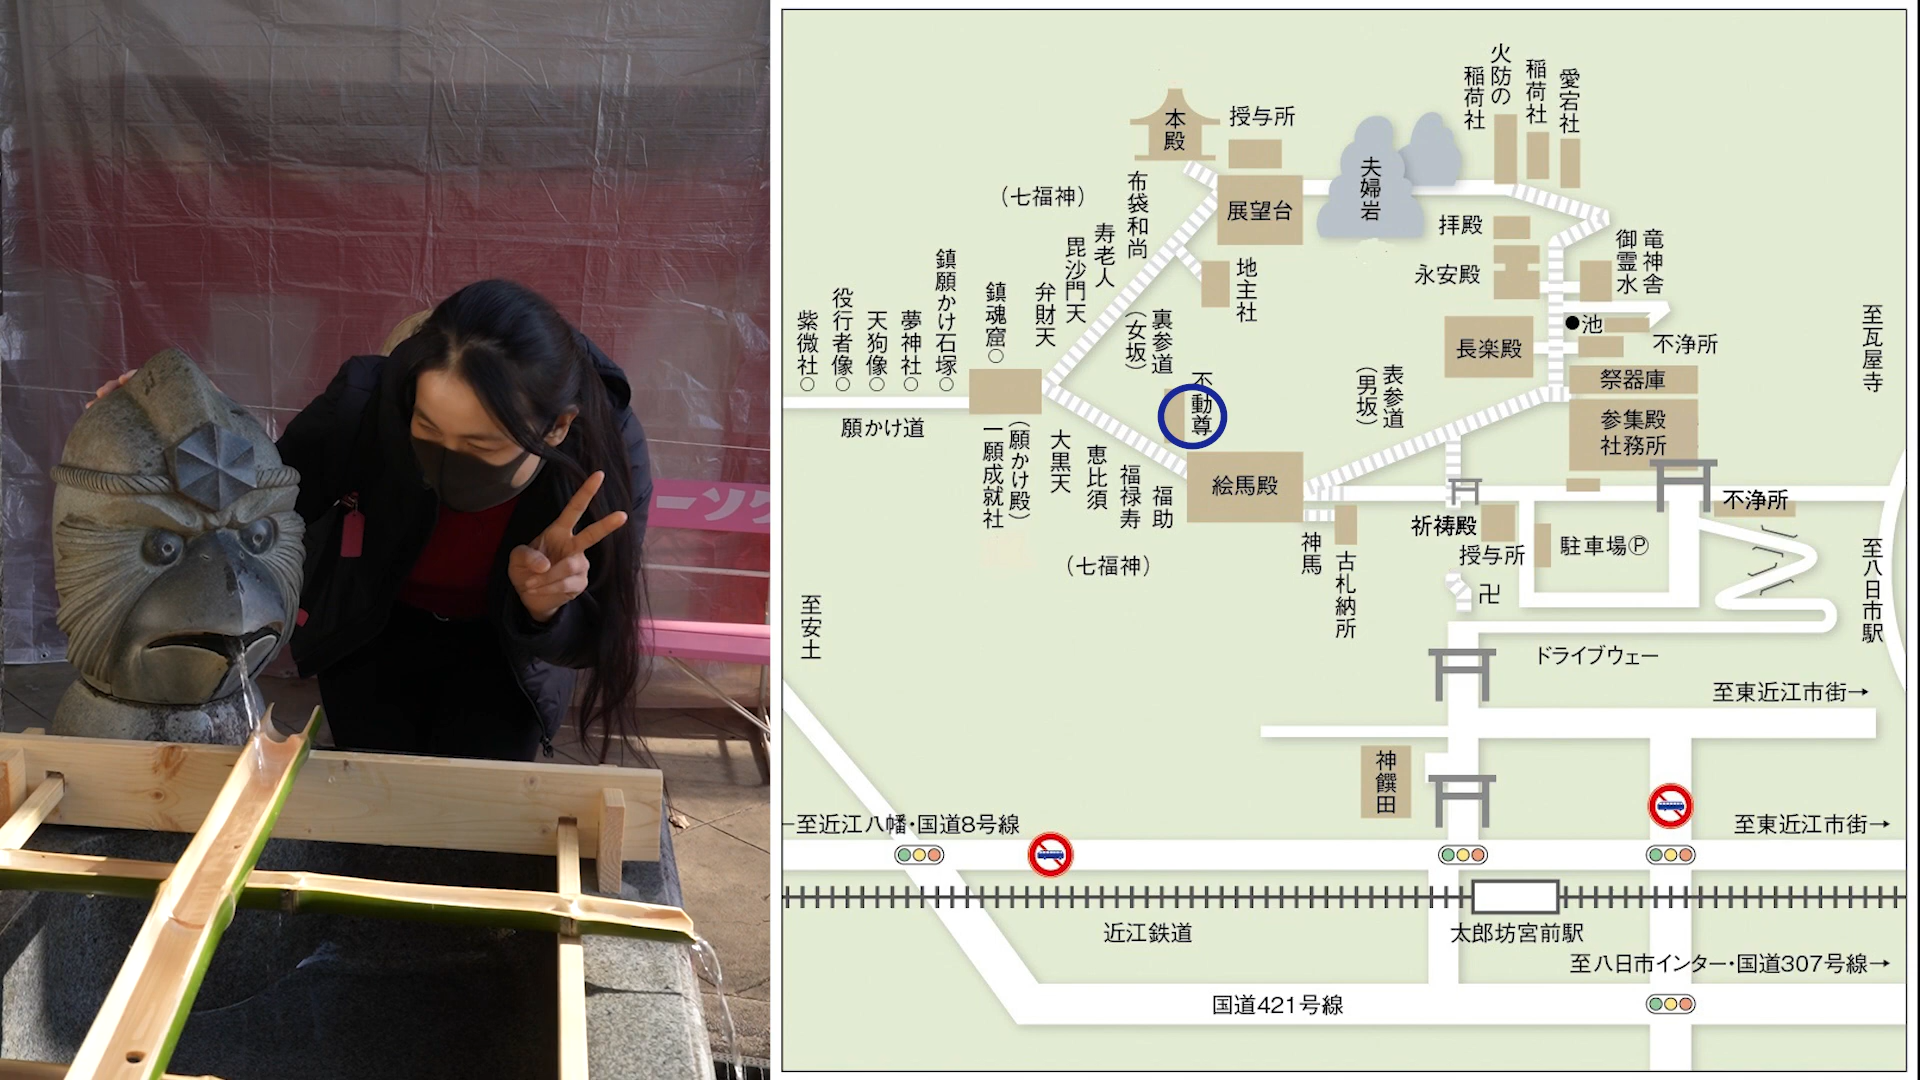 ーソク
火防の
稲荷社
稲荷社
愛宕社
本殿
授与所
夫婦岩
展望台
(七福神)
布袋和尚
寿老人
毘沙門天
弁財天
拝殿
永安殿
御霊水
竜神舎
地主社
鎮魂窟○
鎮願かけ石塚○
夢神社○
天狗像○
役行者像○
紫微社○
裏参道
(女坂)
●池
不浄所
長楽殿
至瓦屋寺
祭器庫
参集殿
社務所
表参道
(男坂)
不動尊
願かけ道
(願かけ殿)
一願成就社
大黒天
恵比須
福禄寿
福助
(七福神)
絵馬殿
神馬
古札納所
祈祷殿
授与所
不浄所
駐車場Ⓟ
卍
至八日市駅
至安土
ドライブウェー
至東近江市街→
神饌田
至近江八幡・国道8号線
至東近江市街→
近江鉄道
太郎坊宮前駅
至八日市インター・国道307号線→
国道421号線